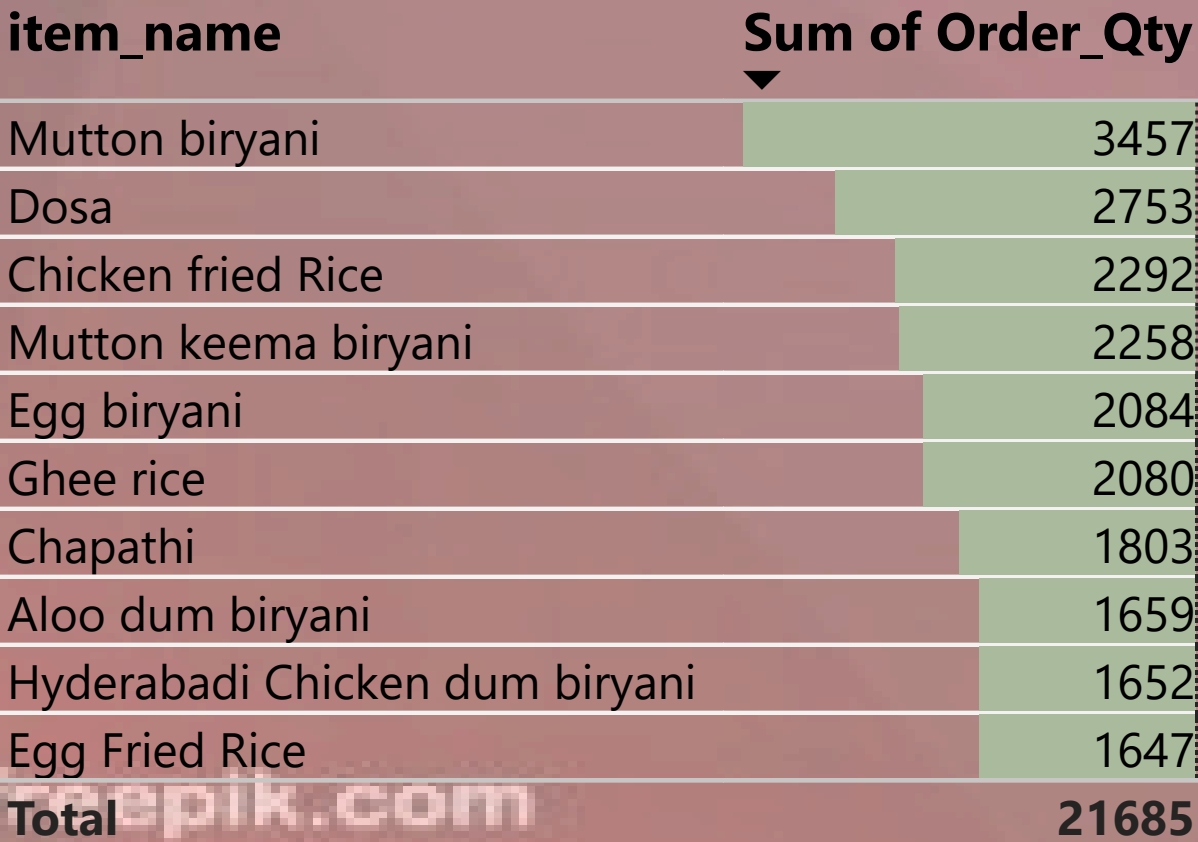 item_name Sum of Order_Qty
Mutton biryani 3457
Dosa 2753
Chicken fried Rice 2292
Mutton keema biryani 2258
Egg biryani 2084
Ghee rice 2080
Chapathi 1803
Aloo dum biryani 1659
Hyderabadi Chicken dum biryani 1652
Egg Fried Rice 1647
Total 21685